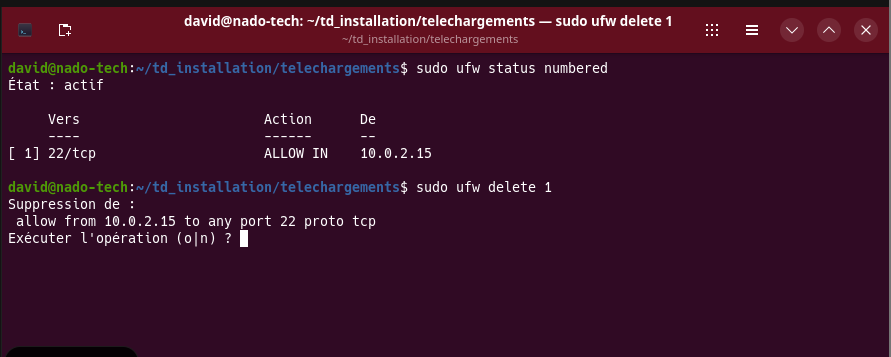 david@nado-tech: ~/td_installation/telechargements — sudo ufw delete 1
~/td_installation/telechargements
david@nado-tech:~/td_installation/telechargements$ sudo ufw status numbered
État : actif
Vers Action De
---- ------ --
[ 1] 22/tcp ALLOW IN 10.0.2.15
david@nado-tech:~/td_installation/telechargements$ sudo ufw delete 1
Suppression de :
allow from 10.0.2.15 to any port 22 proto tcp
Exécuter l'opération (o|n) ?